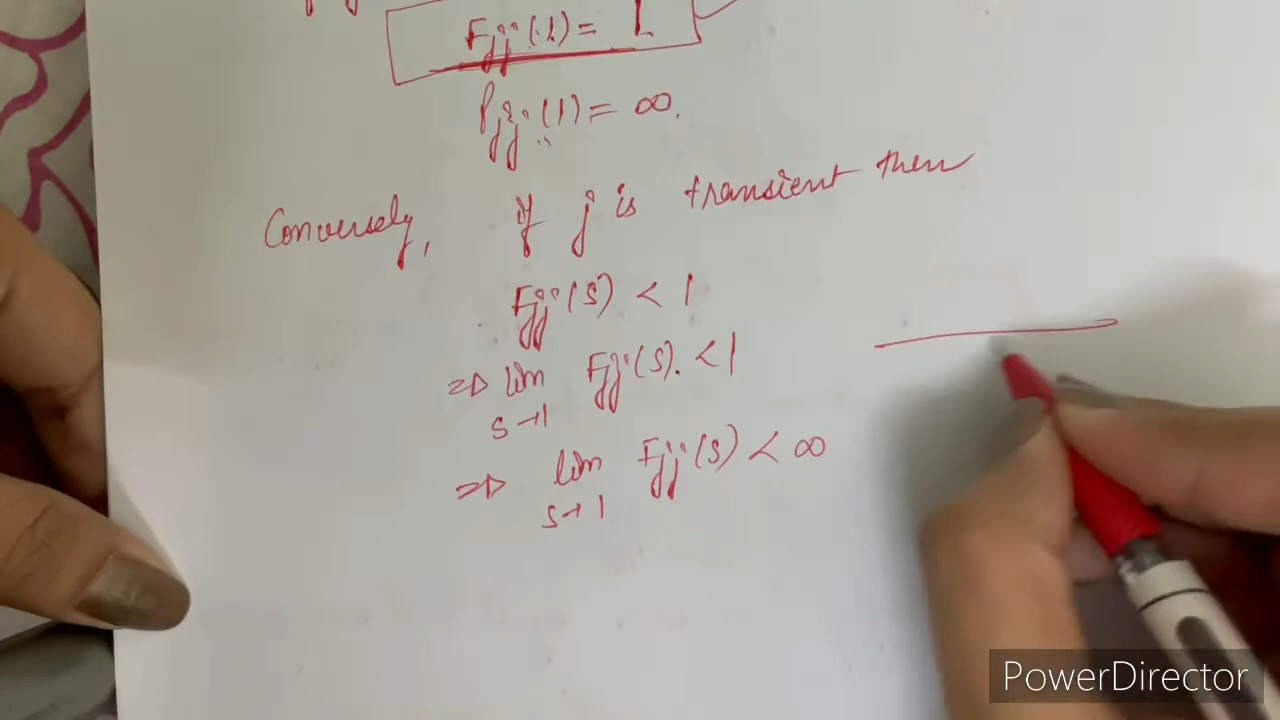 Fjj(1) = 1
Pjj(1) = ∞.
Conversely, if j is transient then
Fjj(s) < 1
⇒ lim s→1 Fjj(s). < 1
⇒ lim s→1 Fjj(s) < ∞
PowerDirector